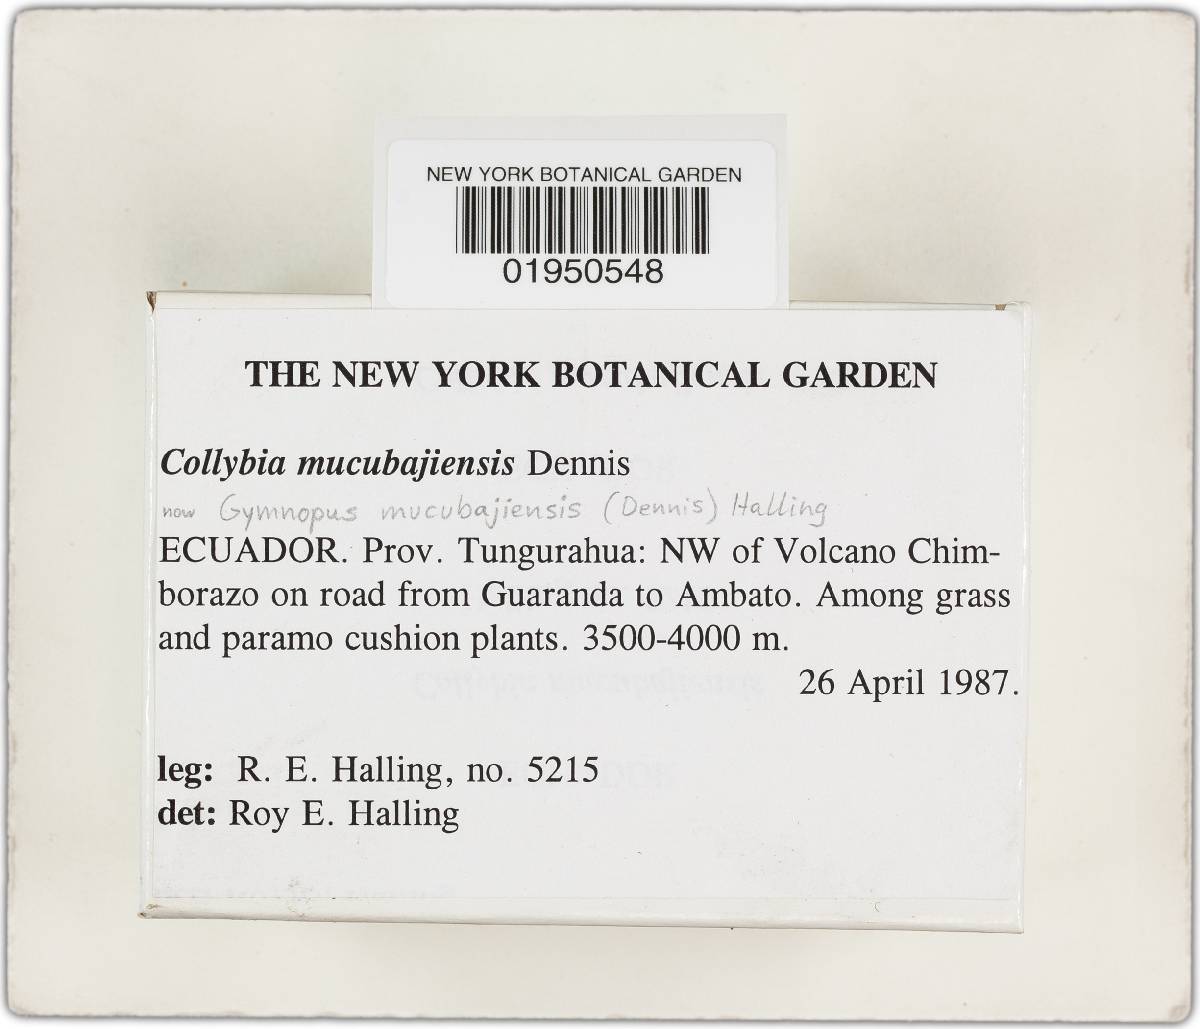 NEW YORK BOTANICAL GARDEN
01950548
THE NEW YORK BOTANICAL GARDEN
Collybia mucubajiensis Dennis
now Gymnopus mucubajiensis (Dennis) Halling
ECUADOR. Prov. Tungurahua: NW of Volcano Chim-
borazo on road from Guaranda to Ambato. Among grass
and paramo cushion plants. 3500-4000 m.
26 April 1987.
leg: R. E. Halling, no. 5215
det: Roy E. Halling